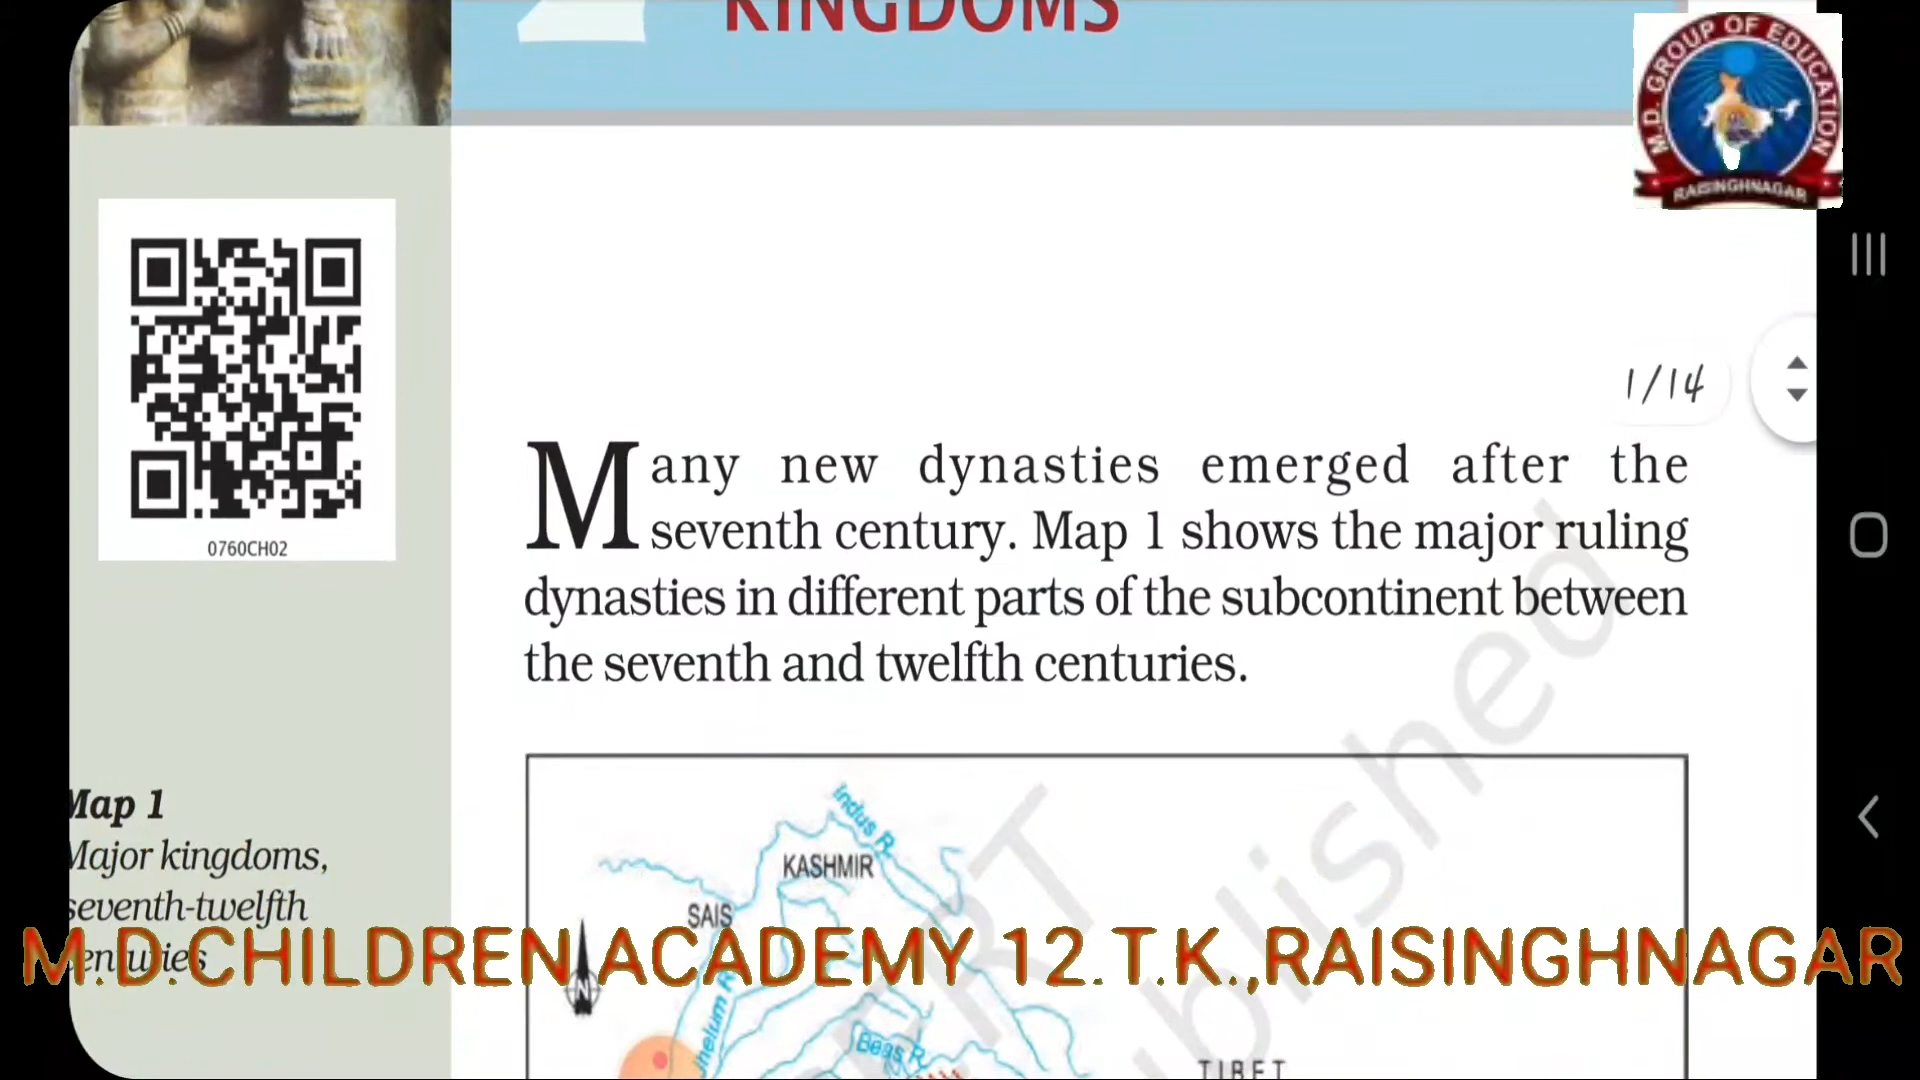 KINGDOMS
M.D. GROUP OF EDUCATION
RAISINGHNAGAR
0760CH02
1/14
Many new dynasties emerged after the
seventh century. Map 1 shows the major ruling
dynasties in different parts of the subcontinent between
the seventh and twelfth centuries.
Map 1
Major kingdoms,
seventh-twelfth
centuries
Indus R.
KASHMIR
SAIS
N
M.D.CHILDREN ACADEMY 12.T.K.,RAISINGHNAGAR
Jhelum R.
Beas R.
TIBET